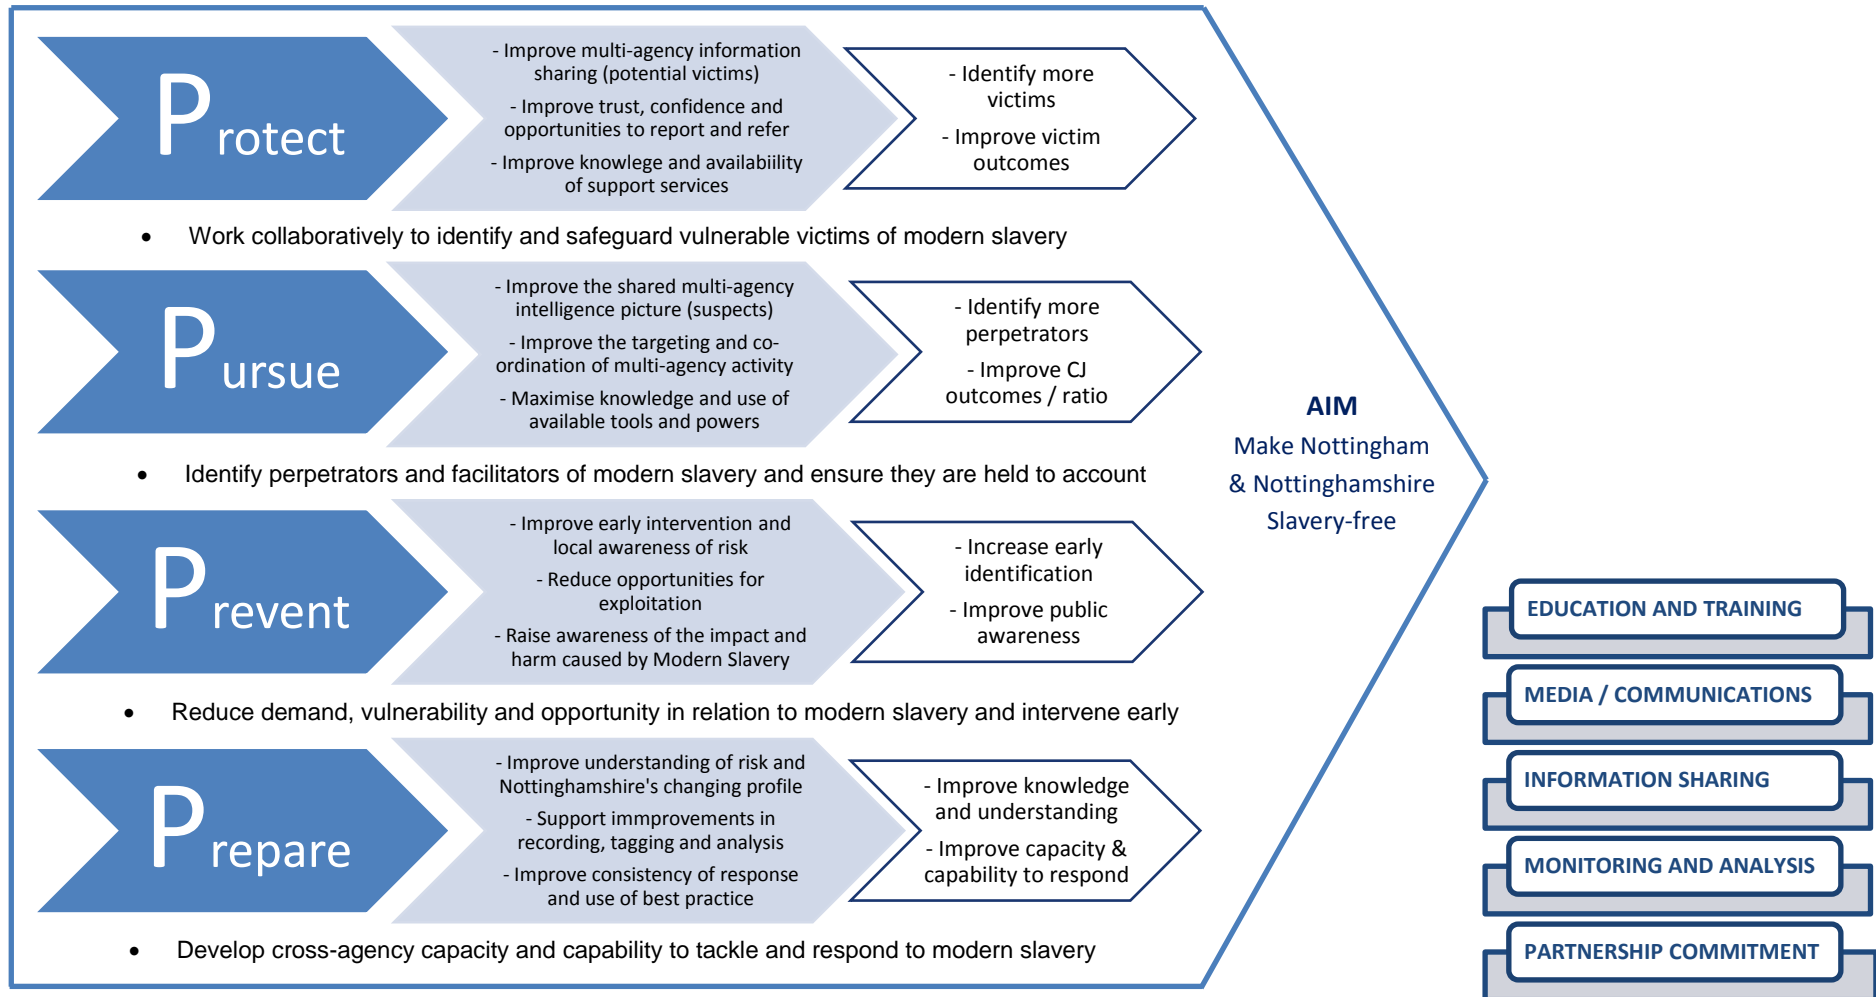 Protect
- Improve multi-agency information
sharing (potential victims)
- Improve trust, confidence and
opportunities to report and refer
- Improve knowlege and availabiility
of support services
- Identify more
victims
- Improve victim
outcomes
• Work collaboratively to identify and safeguard vulnerable victims of modern slavery
Pursue
- Improve the shared multi-agency
intelligence picture (suspects)
- Improve the targeting and co-
ordination of multi-agency activity
- Maximise knowledge and use of
available tools and powers
- Identify more
perpetrators
- Improve CJ
outcomes / ratio
• Identify perpetrators and facilitators of modern slavery and ensure they are held to account
Prevent
- Improve early intervention and
local awareness of risk
- Reduce opportunities for
exploitation
- Raise awareness of the impact and
harm caused by Modern Slavery
- Increase early
identification
- Improve public
awareness
• Reduce demand, vulnerability and opportunity in relation to modern slavery and intervene early
Prepare
- Improve understanding of risk and
Nottinghamshire's changing profile
- Support immprovements in
recording, tagging and analysis
- Improve consistency of response
and use of best practice
- Improve knowledge
and understanding
- Improve capacity &
capability to respond
• Develop cross-agency capacity and capability to tackle and respond to modern slavery
AIM
Make Nottingham
& Nottinghamshire
Slavery-free
EDUCATION AND TRAINING
MEDIA / COMMUNICATIONS
INFORMATION SHARING
MONITORING AND ANALYSIS
PARTNERSHIP COMMITMENT